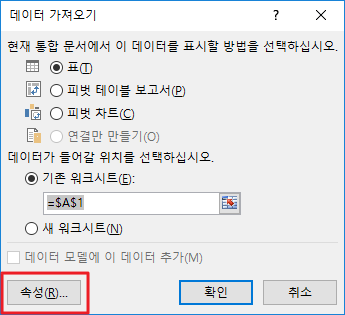 데이터 가져오기
현재 통합 문서에서 이 데이터를 표시할 방법을 선택하십시오.
표(T)
피벗 테이블 보고서(P)
피벗 차트(C)
연결만 만들기(O)
데이터가 들어갈 위치를 선택하십시오.
기존 워크시트(E):
=$A$1
새 워크시트(N)
데이터 모델에 이 데이터 추가(M)
속성(R)... 확인 취소